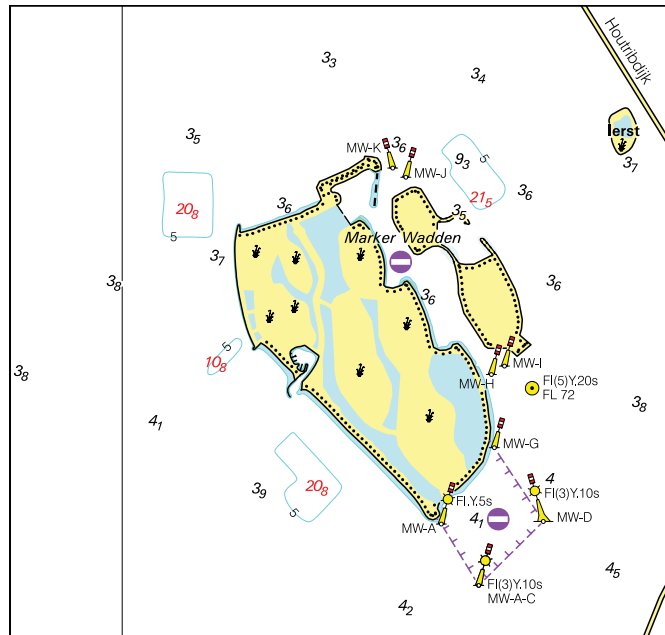 Houtribdijk
3₃
3₄
3₅
3₆
MW-K
MW-J
9₃
5
Ierst
3₇
20₈
5
3₆
21₅
3₆
3₅
Marker Wadden
3₇
3₈
3₆
3₆
5
10₈
MW-I
MW-H
3₈
Fl(5)Y.20s
FL 72
3₈
4₁
MW-G
3₉
20₈
5
Fl.Y.5s
4
Fl(3)Y.10s
MW-A
4₁
MW-D
4₅
Fl(3)Y.10s
MW-A-C
4₂